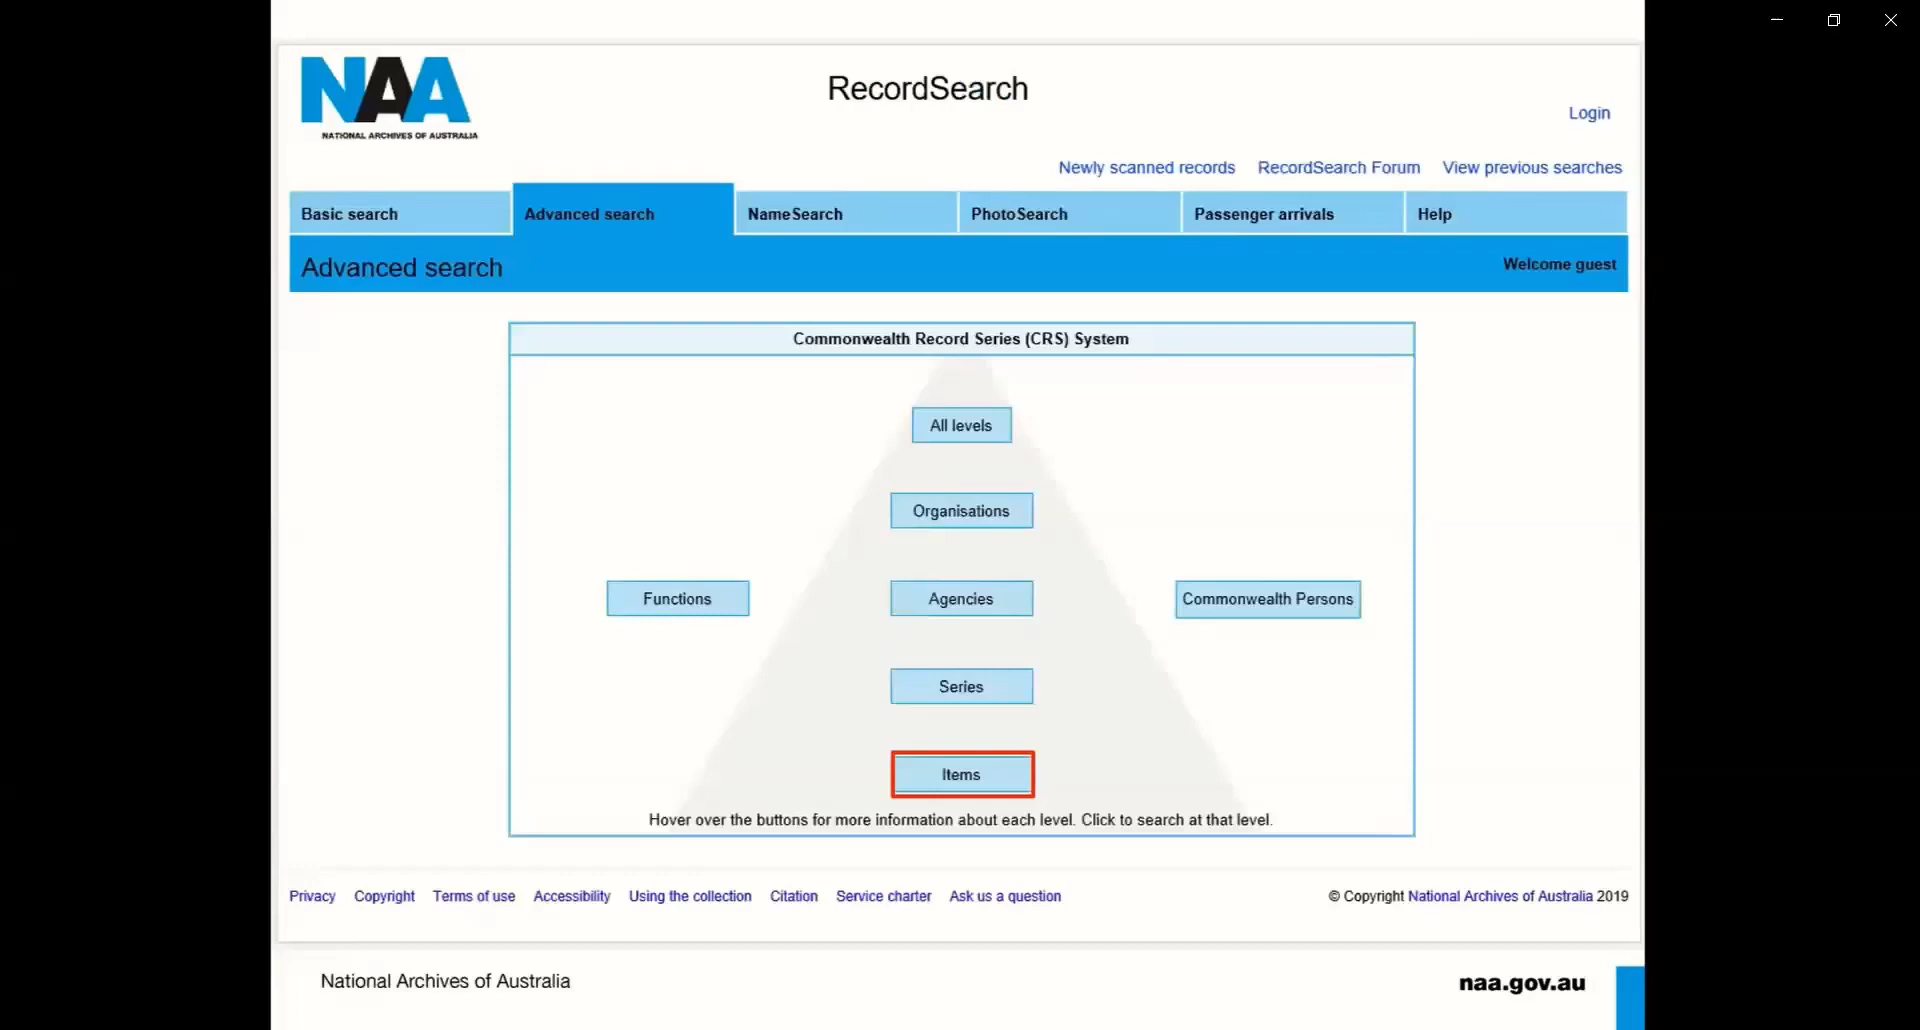 NAA
NATIONAL ARCHIVES OF AUSTRALIA
RecordSearch
Login
Newly scanned records RecordSearch Forum View previous searches
Basic search Advanced search NameSearch PhotoSearch Passenger arrivals Help
Advanced search Welcome guest
Commonwealth Record Series (CRS) System
All levels
Organisations
Functions Agencies Commonwealth Persons
Series
Items
Hover over the buttons for more information about each level. Click to search at that level.
Privacy Copyright Terms of use Accessibility Using the collection Citation Service charter Ask us a question © Copyright National Archives of Australia 2019
National Archives of Australia naa.gov.au